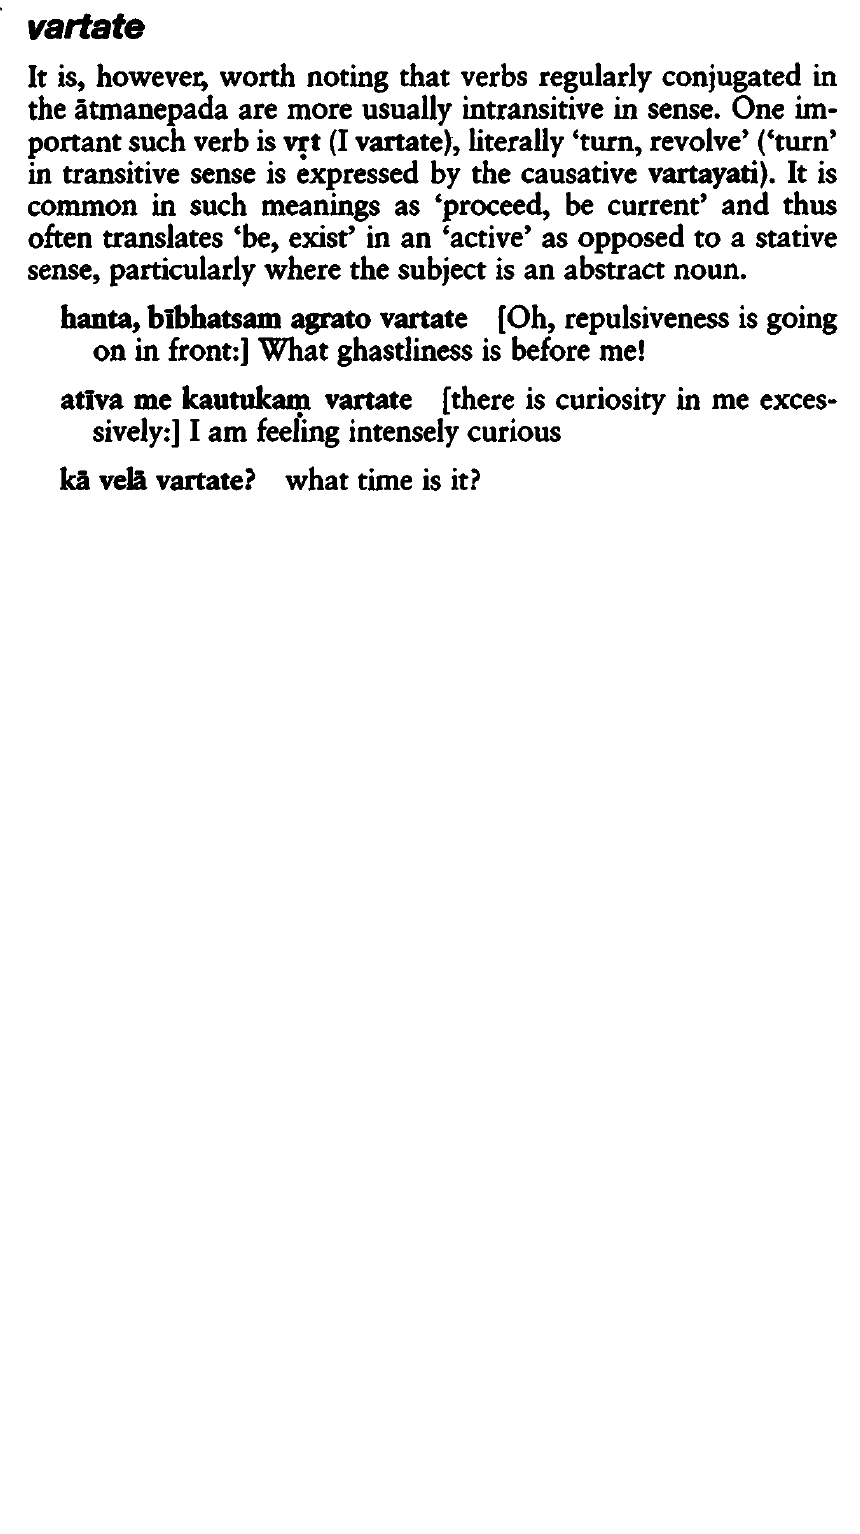 vartate
It is, however, worth noting that verbs regularly conjugated in
the ātmanepada are more usually intransitive in sense. One im-
portant such verb is vṛt (I vartate), literally ‘turn, revolve’ (‘turn’
in transitive sense is expressed by the causative vartayati). It is
common in such meanings as ‘proceed, be current’ and thus
often translates ‘be, exist’ in an ‘active’ as opposed to a stative
sense, particularly where the subject is an abstract noun.
hanta, bībhatsam agrato vartate [Oh, repulsiveness is going
on in front:] What ghastliness is before me!
atīva me kautukaṃ vartate [there is curiosity in me exces-
sively:] I am feeling intensely curious
kā velā vartate? what time is it?